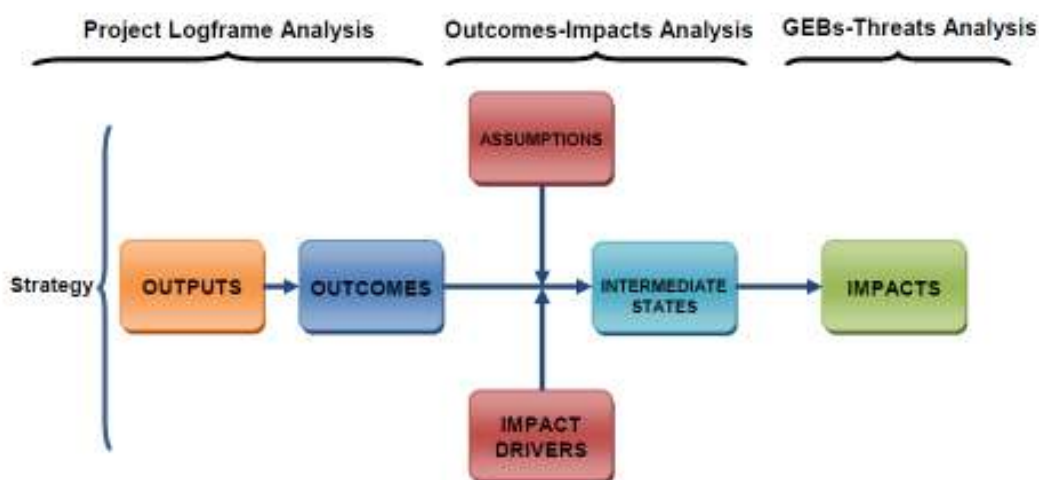 Project Logframe Analysis
Outcomes-Impacts Analysis
GEBs-Threats Analysis
ASSUMPTIONS
Strategy
OUTPUTS
OUTCOMES
INTERMEDIATE
STATES
IMPACTS
IMPACT
DRIVERS